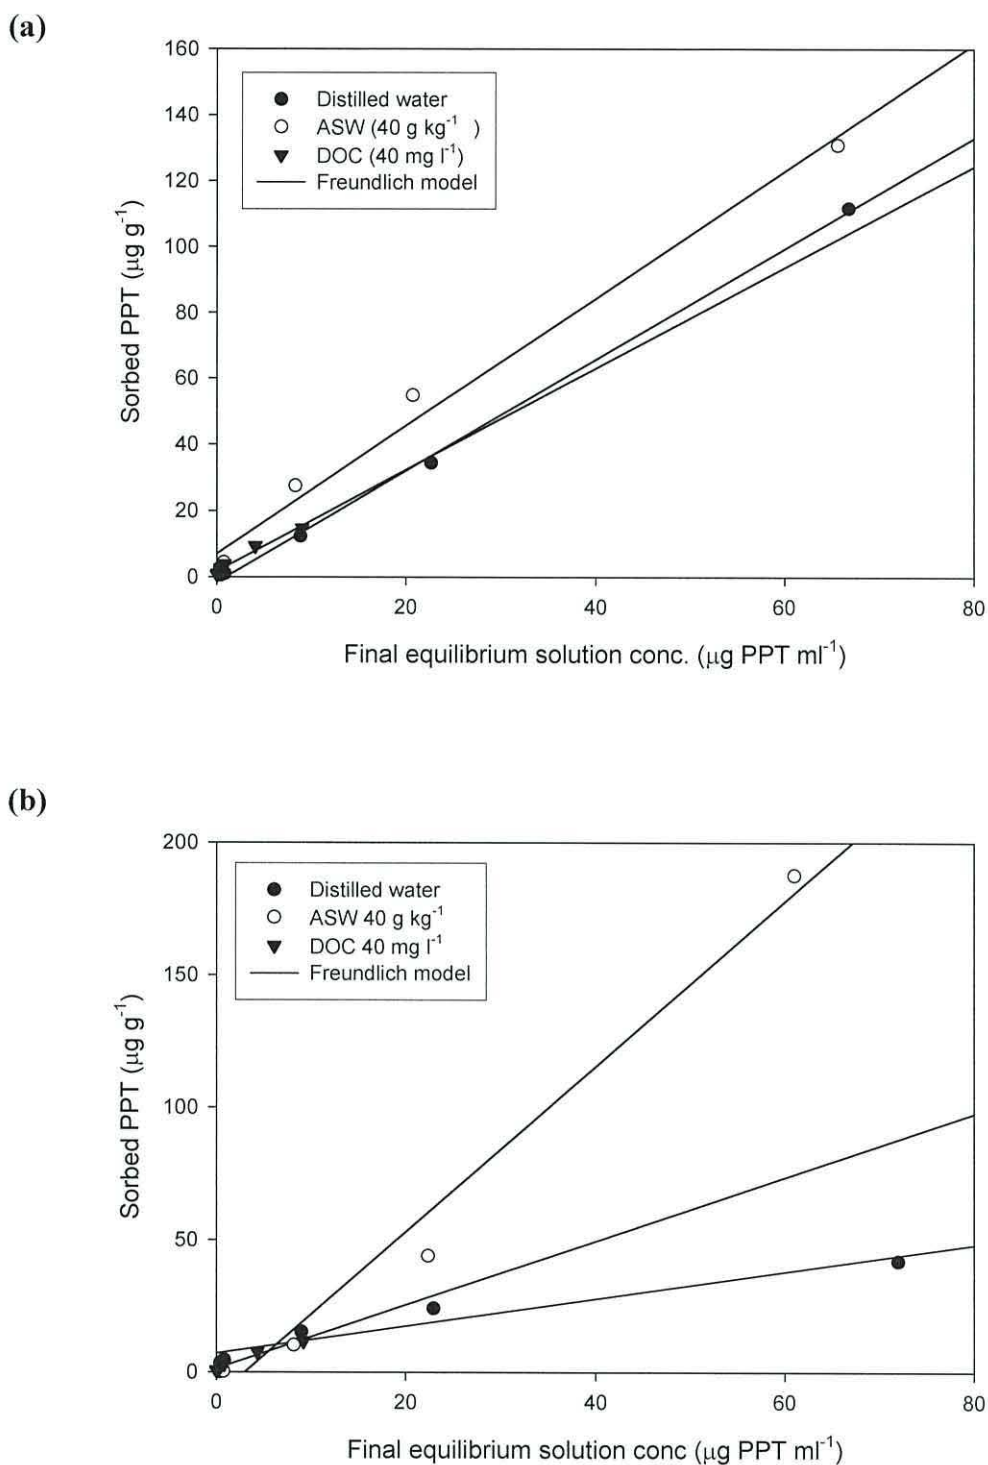 (a)
160
140
120
100
80
60
40
20
0
Sorbed PPT (μg g⁻¹)
Distilled water
ASW (40 g kg⁻¹ )
DOC (40 mg l⁻¹)
Freundlich model
0 20 40 60 80
Final equilibrium solution conc. (μg PPT ml⁻¹)
(b)
200
150
100
50
0
Sorbed PPT (μg g⁻¹)
Distilled water
ASW 40 g kg⁻¹
DOC 40 mg l⁻¹
Freundlich model
0 20 40 60 80
Final equilibrium solution conc (μg PPT ml⁻¹)